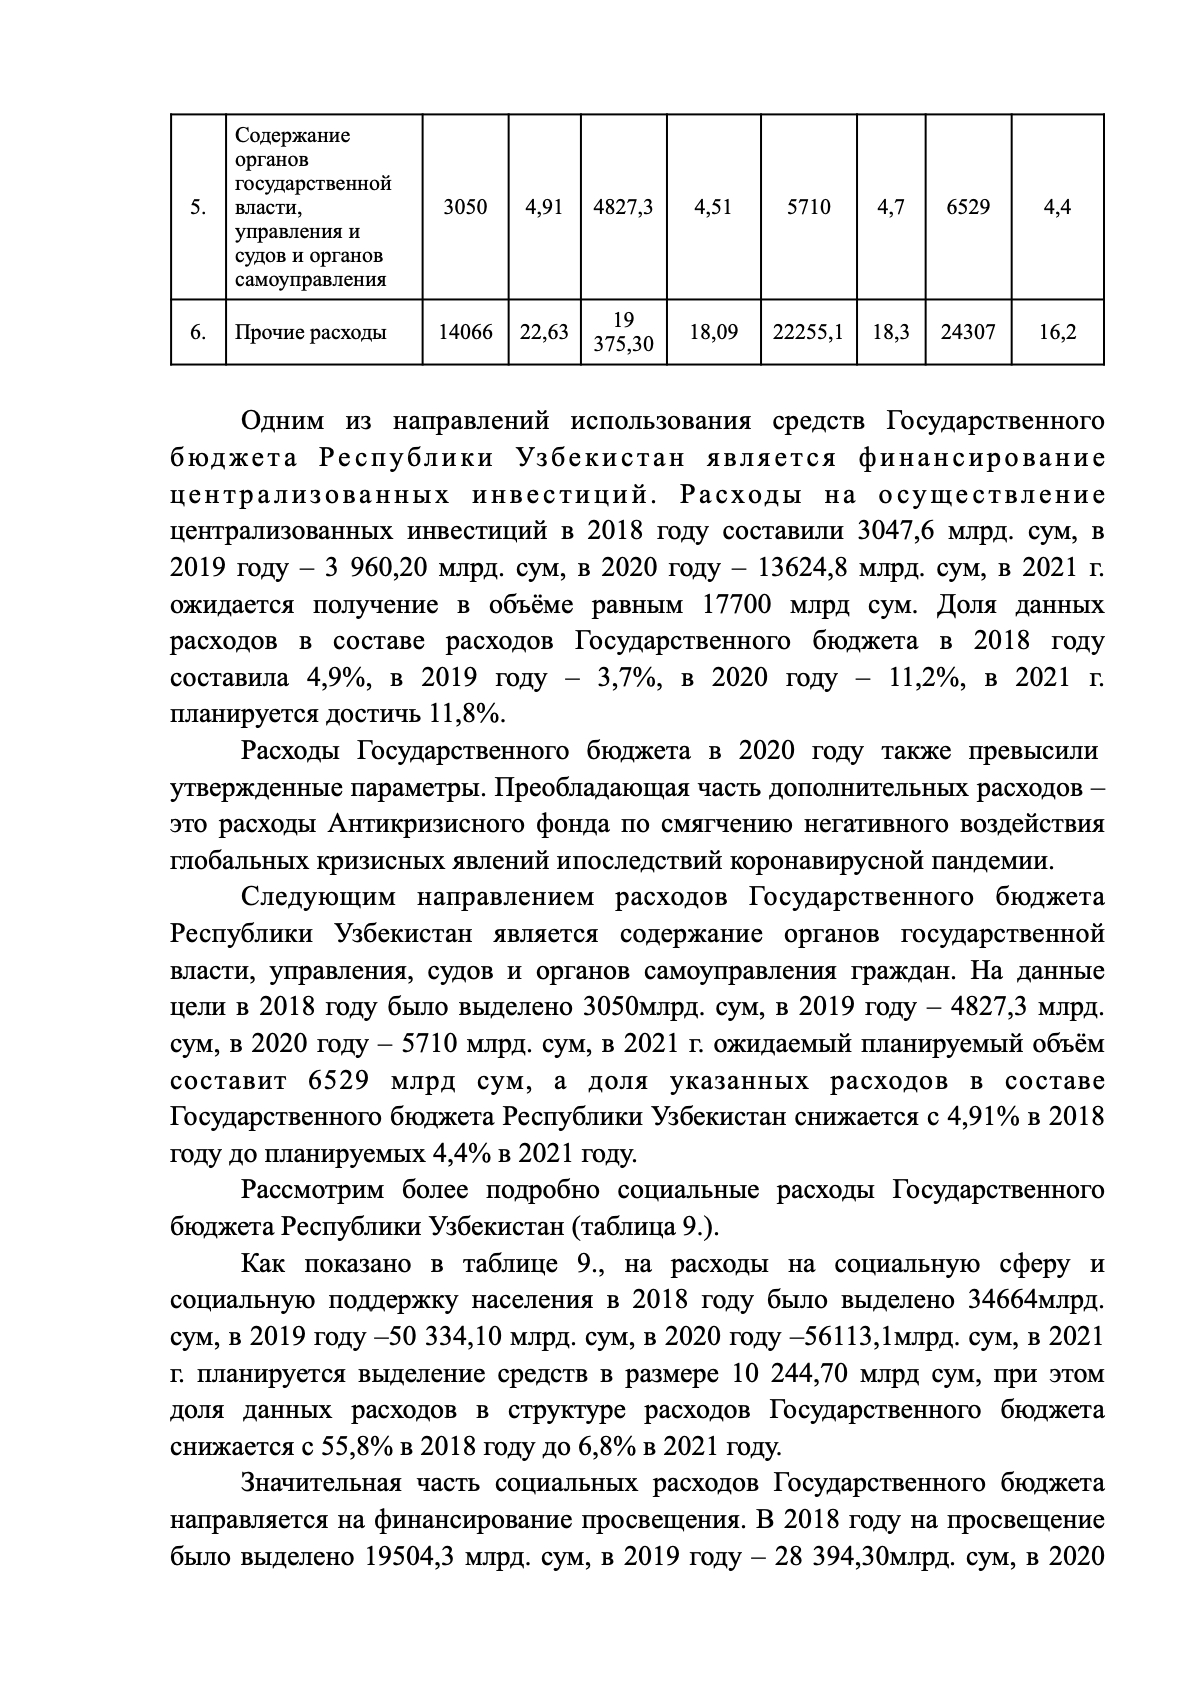 5. Содержание органов государственной власти, управления и судов и органов самоуправления 3050 4,91 4827,3 4,51 5710 4,7 6529 4,4
6. Прочие расходы 14066 22,63 19 375,30 18,09 22255,1 18,3 24307 16,2
Одним из направлений использования средств Государственного
бюджета Республики Узбекистан является финансирование
централизованных инвестиций. Расходы на осуществление
централизованных инвестиций в 2018 году составили 3047,6 млрд. сум, в
2019 году – 3 960,20 млрд. сум, в 2020 году – 13624,8 млрд. сум, в 2021 г.
ожидается получение в объёме равным 17700 млрд сум. Доля данных
расходов в составе расходов Государственного бюджета в 2018 году
составила 4,9%, в 2019 году – 3,7%, в 2020 году – 11,2%, в 2021 г.
планируется достичь 11,8%.
Расходы Государственного бюджета в 2020 году также превысили
утвержденные параметры. Преобладающая часть дополнительных расходов –
это расходы Антикризисного фонда по смягчению негативного воздействия
глобальных кризисных явлений ипоследствий коронавирусной пандемии.
Следующим направлением расходов Государственного бюджета
Республики Узбекистан является содержание органов государственной
власти, управления, судов и органов самоуправления граждан. На данные
цели в 2018 году было выделено 3050млрд. сум, в 2019 году – 4827,3 млрд.
сум, в 2020 году – 5710 млрд. сум, в 2021 г. ожидаемый планируемый объём
составит 6529 млрд сум, а доля указанных расходов в составе
Государственного бюджета Республики Узбекистан снижается с 4,91% в 2018
году до планируемых 4,4% в 2021 году.
Рассмотрим более подробно социальные расходы Государственного
бюджета Республики Узбекистан (таблица 9.).
Как показано в таблице 9., на расходы на социальную сферу и
социальную поддержку населения в 2018 году было выделено 34664млрд.
сум, в 2019 году –50 334,10 млрд. сум, в 2020 году –56113,1млрд. сум, в 2021
г. планируется выделение средств в размере 10 244,70 млрд сум, при этом
доля данных расходов в структуре расходов Государственного бюджета
снижается с 55,8% в 2018 году до 6,8% в 2021 году.
Значительная часть социальных расходов Государственного бюджета
направляется на финансирование просвещения. В 2018 году на просвещение
было выделено 19504,3 млрд. сум, в 2019 году – 28 394,30млрд. сум, в 2020